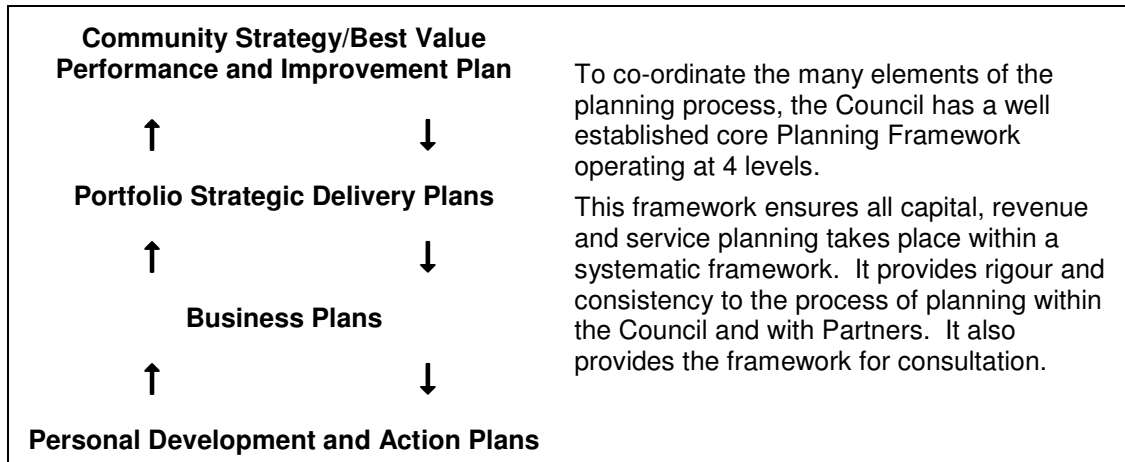 Community Strategy/Best Value
Performance and Improvement Plan
↑ ↓
Portfolio Strategic Delivery Plans
↑ ↓
Business Plans
↑ ↓
Personal Development and Action Plans
To co-ordinate the many elements of the
planning process, the Council has a well
established core Planning Framework
operating at 4 levels.
This framework ensures all capital, revenue
and service planning takes place within a
systematic framework.  It provides rigour and
consistency to the process of planning within
the Council and with Partners.  It also
provides the framework for consultation.